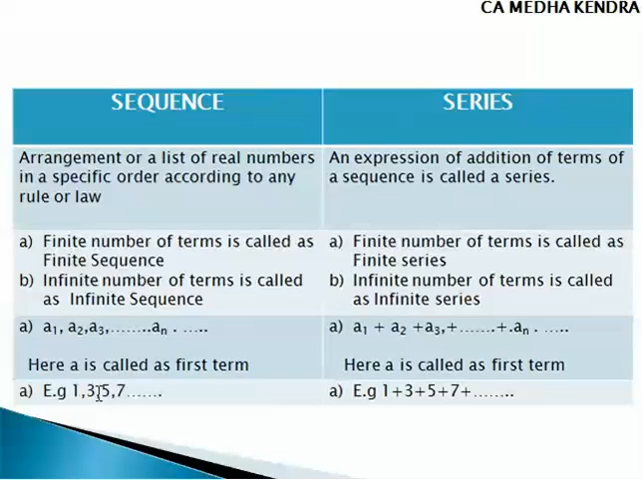 CA MEDHA KENDRA
SEQUENCE
SERIES
Arrangement or a list of real numbers
in a specific order according to any
rule or law
An expression of addition of terms of
a sequence is called a series.
a) Finite number of terms is called as
Finite Sequence
b) Infinite number of terms is called
as Infinite Sequence
a) Finite number of terms is called as
Finite series
b) Infinite number of terms is called
as Infinite series
a) a₁, a₂,a₃,.......aₙ . .....
Here a is called as first term
a) a₁ + a₂ +a₃,+......+.aₙ . .....
Here a is called as first term
a) E.g 1,3,5,7......
a) E.g 1+3+5+7+........